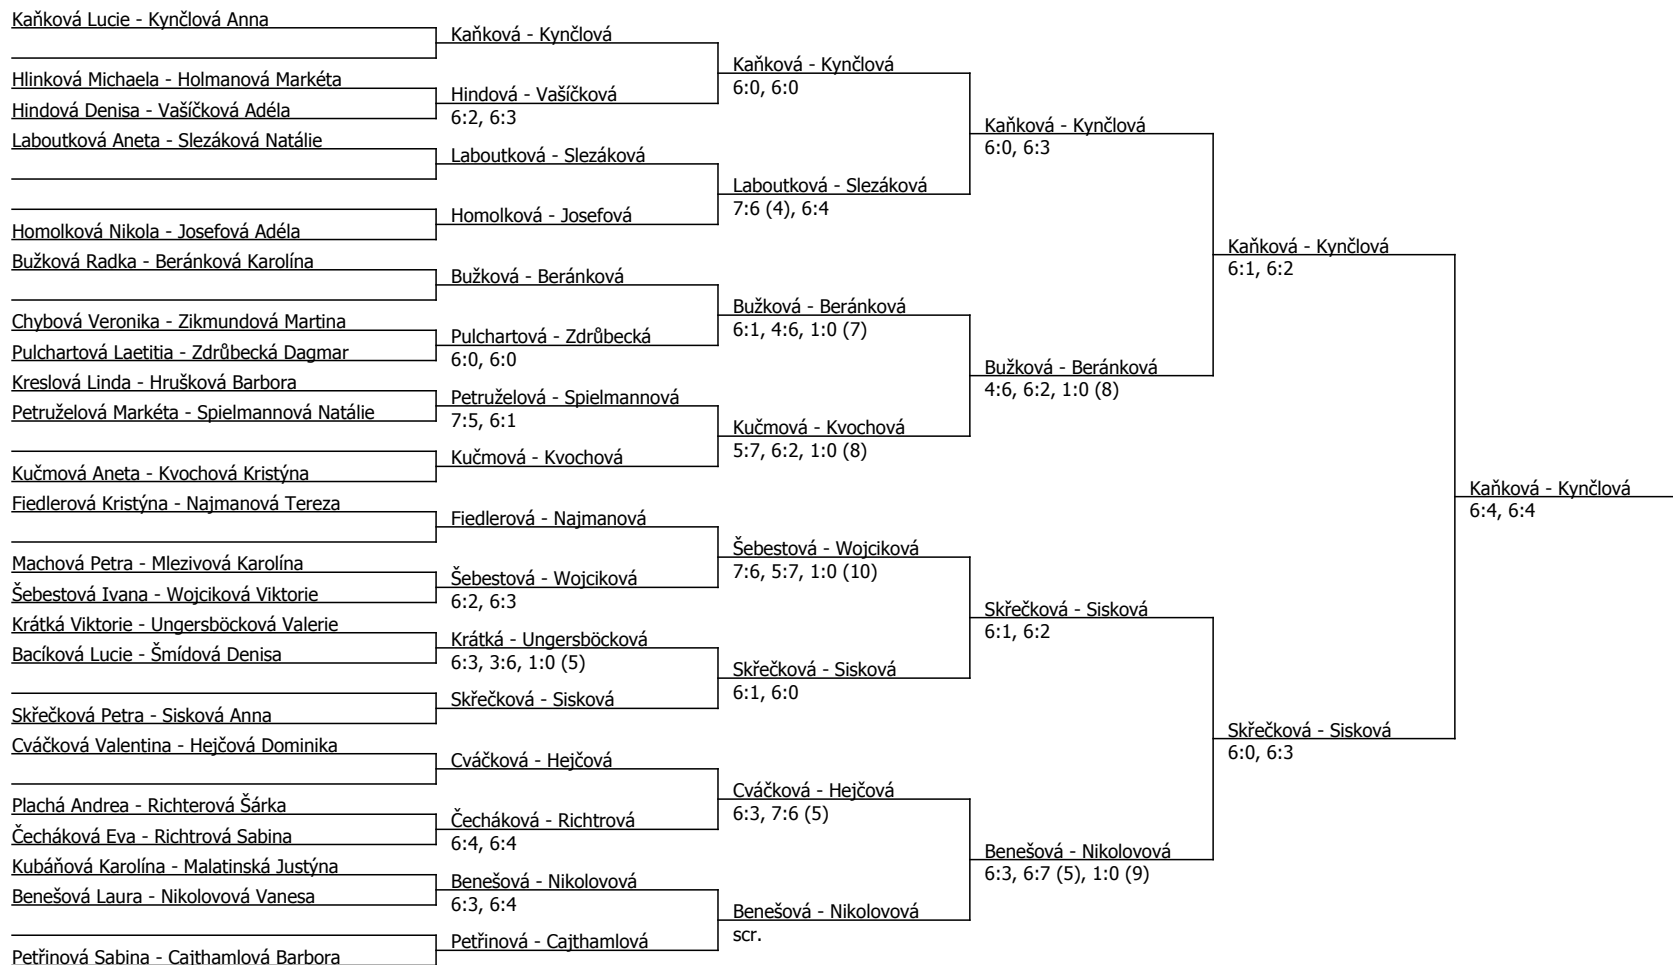 Kaňková Lucie - Kynčlová Anna
Hlinková Michaela - Holmanová Markéta
Hindová Denisa - Vašíčková Adéla
Laboutková Aneta - Slezáková Natálie
Homolková Nikola - Josefová Adéla
Bužková Radka - Beránková Karolína
Chybová Veronika - Zikmundová Martina
Pulchartová Laetitia - Zdrůbecká Dagmar
Kreslová Linda - Hrušková Barbora
Petruželová Markéta - Spielmannová Natálie
Kučmová Aneta - Kvochová Kristýna
Fiedlerová Kristýna - Najmanová Tereza
Machová Petra - Mlezivová Karolína
Šebestová Ivana - Wojciková Viktorie
Krátká Viktorie - Ungersböcková Valerie
Bacíková Lucie - Šmídová Denisa
Skřečková Petra - Sisková Anna
Cváčková Valentina - Hejčová Dominika
Plachá Andrea - Richterová Šárka
Čecháková Eva - Richtrová Sabina
Kubáňová Karolína - Malatinská Justýna
Benešová Laura - Nikolovová Vanesa
Petřinová Sabina - Cajthamlová Barbora
Kaňková - Kynčlová
Hindová - Vašíčková
6:2, 6:3
Laboutková - Slezáková
Homolková - Josefová
Bužková - Beránková
Pulchartová - Zdrůbecká
6:0, 6:0
Petruželová - Spielmannová
7:5, 6:1
Kučmová - Kvochová
Fiedlerová - Najmanová
Šebestová - Wojciková
6:2, 6:3
Krátká - Ungersböcková
6:3, 3:6, 1:0 (5)
Skřečková - Sisková
Cváčková - Hejčová
Čecháková - Richtrová
6:4, 6:4
Benešová - Nikolovová
6:3, 6:4
Petřinová - Cajthamlová
Kaňková - Kynčlová
6:0, 6:0
Laboutková - Slezáková
7:6 (4), 6:4
Bužková - Beránková
6:1, 4:6, 1:0 (7)
Kučmová - Kvochová
5:7, 6:2, 1:0 (8)
Šebestová - Wojciková
7:6, 5:7, 1:0 (10)
Skřečková - Sisková
6:1, 6:0
Cváčková - Hejčová
6:3, 7:6 (5)
Benešová - Nikolovová
scr.
Kaňková - Kynčlová
6:0, 6:3
Bužková - Beránková
4:6, 6:2, 1:0 (8)
Skřečková - Sisková
6:1, 6:2
Benešová - Nikolovová
6:3, 6:7 (5), 1:0 (9)
Kaňková - Kynčlová
6:1, 6:2
Skřečková - Sisková
6:0, 6:3
Kaňková - Kynčlová
6:4, 6:4